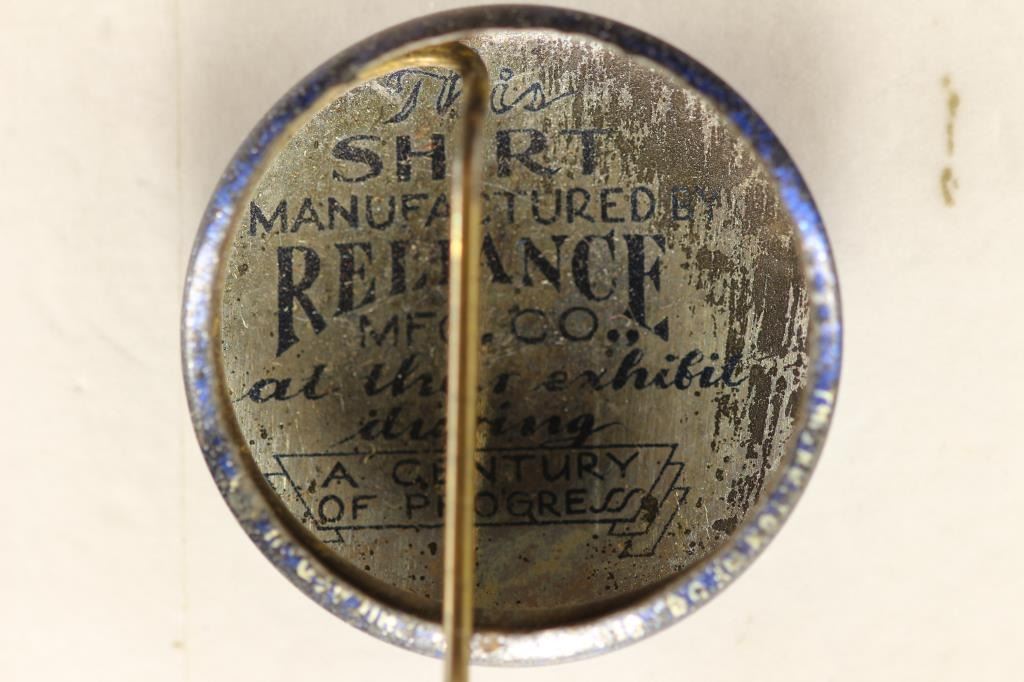 This
SHIRT
MANUFACTURED BY
RELIANCE
MFG. CO.,
at their exhibit
during
A CENTURY
OF PROGRESS